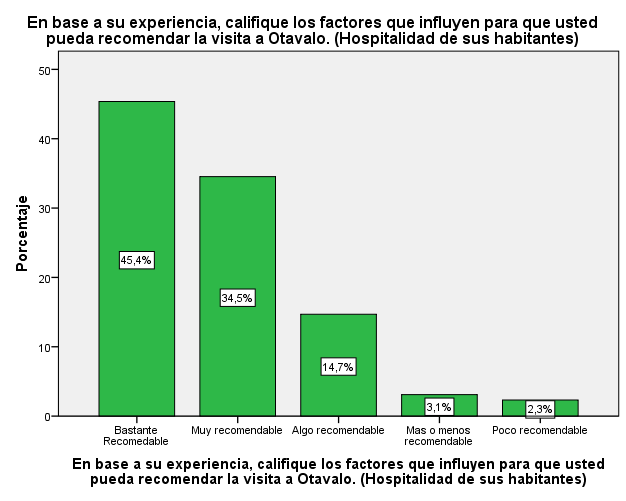 En base a su experiencia, califique los factores que influyen para que usted
pueda recomendar la visita a Otavalo. (Hospitalidad de sus habitantes)
Porcentaje
50
40
30
20
10
0
45,4%
34,5%
14,7%
3,1%
2,3%
Bastante
Recomedable
Muy recomendable
Algo recomendable
Mas o menos
recomendable
Poco recomendable
En base a su experiencia, califique los factores que influyen para que usted
pueda recomendar la visita a Otavalo. (Hospitalidad de sus habitantes)